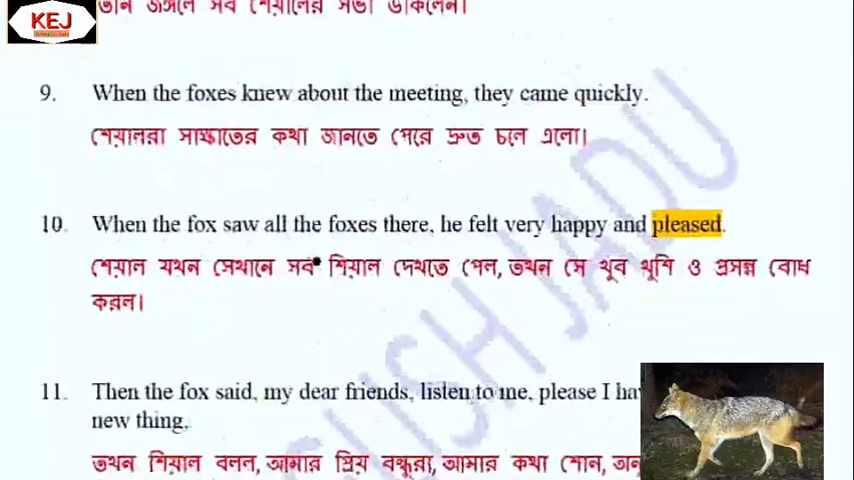 KEJ
তান জঙ্গলে সব শেয়ালের সভা ডাকলেন।
9. When the foxes knew about the meeting, they came quickly.
শেয়ালরা সাক্ষাতের কথা জানতে পেরে দ্রুত চলে এলো।
10. When the fox saw all the foxes there, he felt very happy and pleased.
শেয়াল যখন সেখানে সব শিয়াল দেখতে পেল, তখন সে খুব খুশি ও প্রসন্ন বোধ
করল।
11. Then the fox said, my dear friends, listen to me, please I ha
new thing,
তখন শিয়াল বলল, আমার প্রিয় বন্ধুরা, আমার কথা শোন, অনু
GUSH JADU